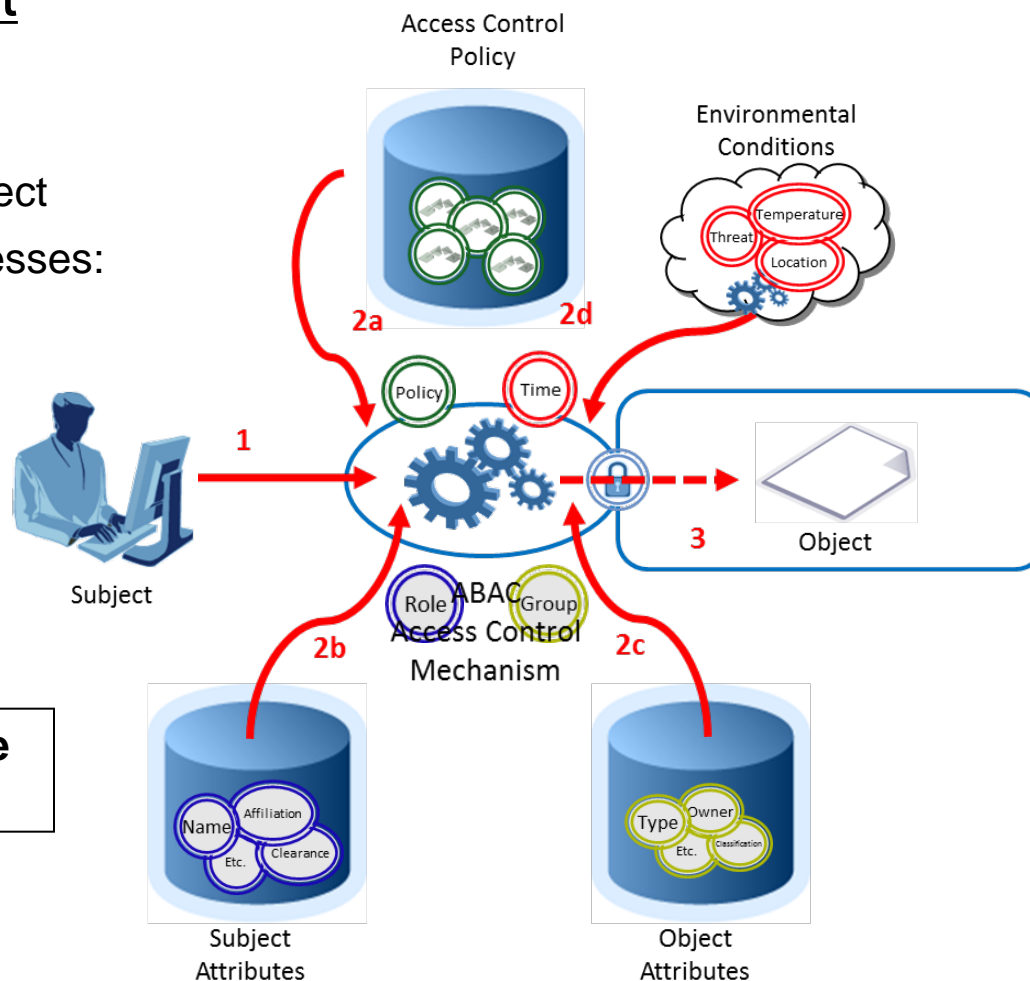 t
Access Control
Policy
Environmental
Conditions
ect
esses:
Temperature
Threat
Location
2a
2d
Policy
Time
1
3
Object
Subject
Role
Group
ABAC
Access Control
Mechanism
2b
2c
e
Name
Affiliation
Etc.
Clearance
Type
Owner
Etc.
Classification
Subject
Attributes
Object
Attributes